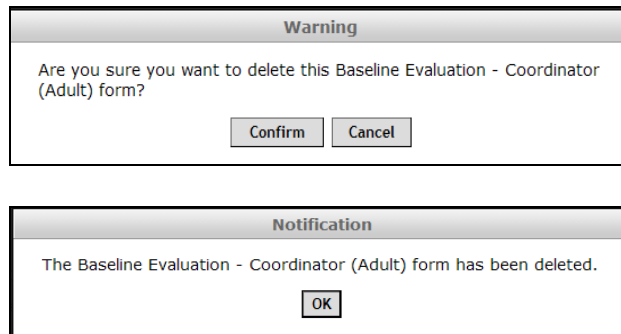 Warning
Are you sure you want to delete this Baseline Evaluation - Coordinator
(Adult) form?
Confirm Cancel
Notification
The Baseline Evaluation - Coordinator (Adult) form has been deleted.
OK